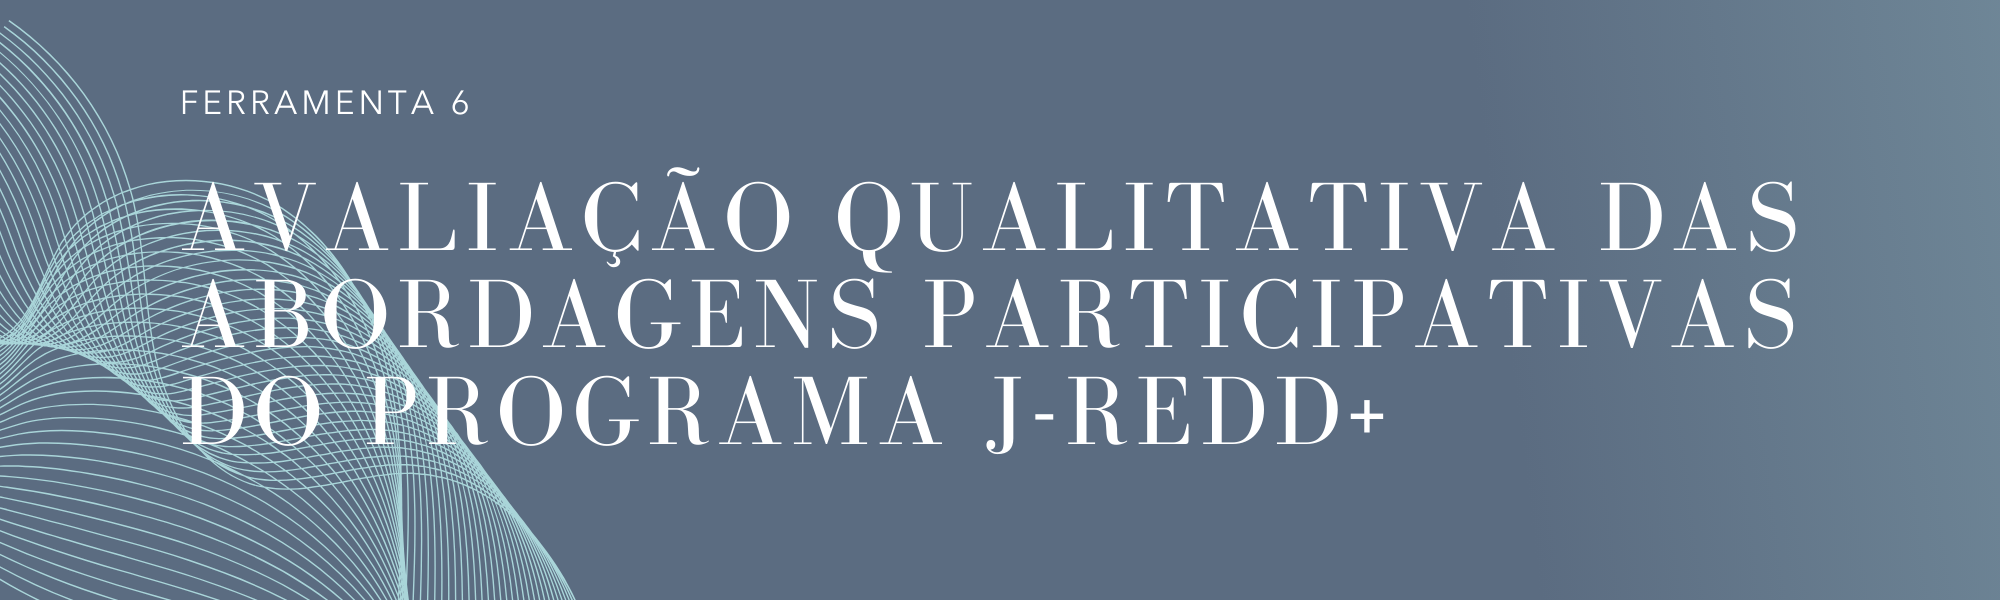 FERRAMENTA 6
AVALIAÇÃO QUALITATIVA DAS
ABORDAGENS PARTICIPATIVAS
DO PROGRAMA J-REDD+